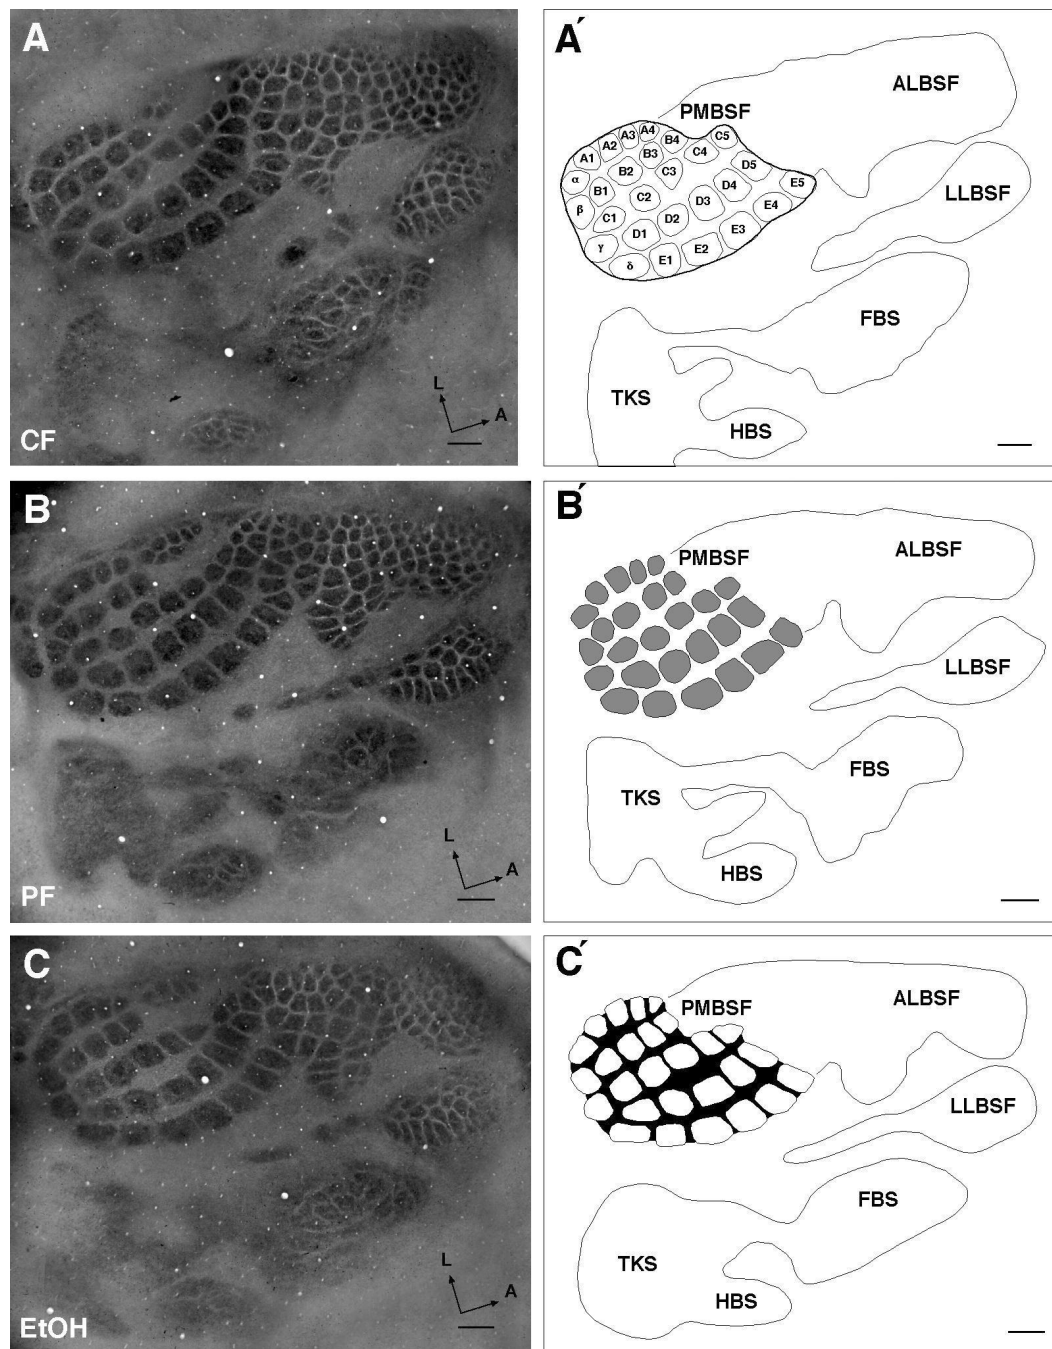 A
L
A
CF
A′
ALBSF
PMBSF
LLBSF
A1 A2 A3 A4 B4 C5
B3 C4
α B2 C3 D5
B1 D4 E5
β C2
C1 D3 E4
D2
γ D1 E3
E2
δ E1
FBS
TKS
HBS
B
L
A
PF
B′
PMBSF
ALBSF
LLBSF
FBS
TKS
HBS
C
L
A
EtOH
C′
PMBSF
ALBSF
LLBSF
FBS
TKS
HBS